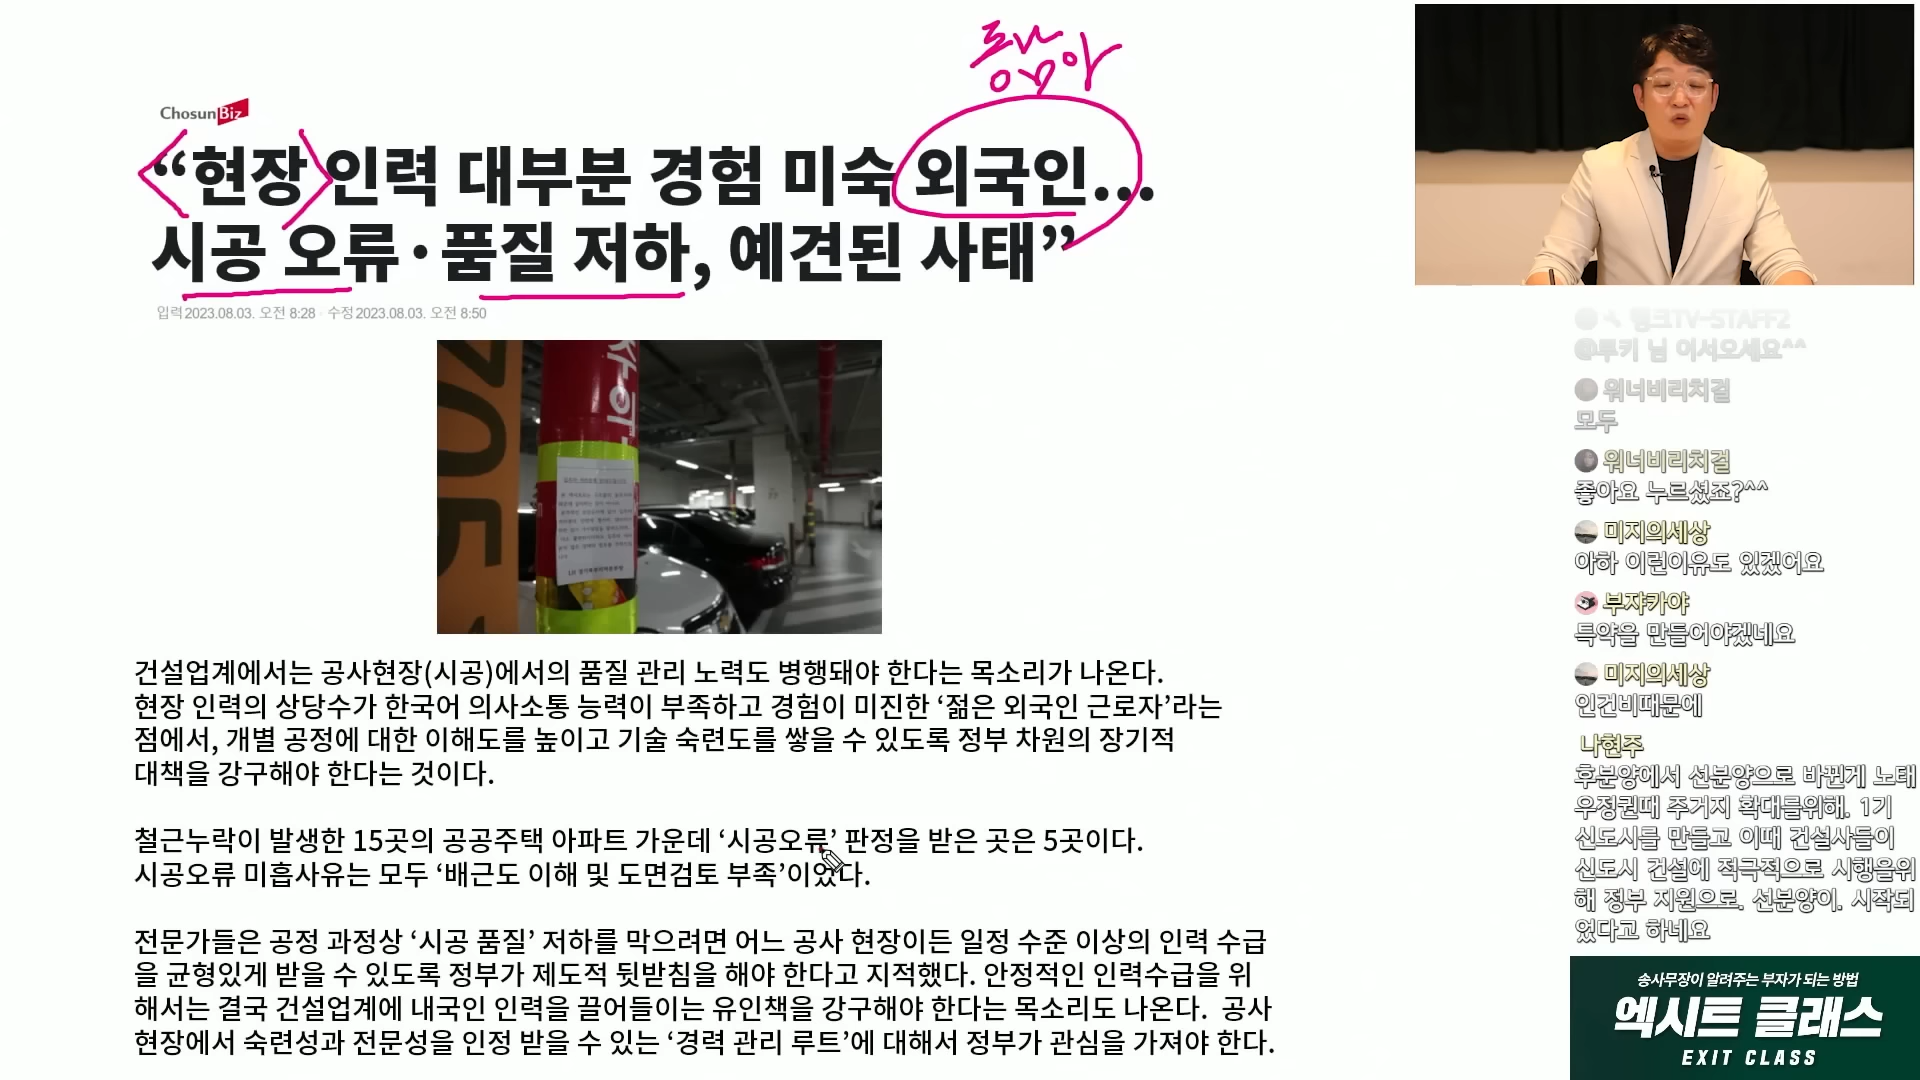 동남아
ChosunBiz
“현장 인력 대부분 경험 미숙 외국인...
시공 오류·품질 저하, 예견된 사태”
입력2023.08.03. 오전 8:28 · 수정2023.08.03. 오전 8:50
건설업계에서는 공사현장(시공)에서의 품질 관리 노력도 병행돼야 한다는 목소리가 나온다.
현장 인력의 상당수가 한국어 의사소통 능력이 부족하고 경험이 미진한 ‘젊은 외국인 근로자’라는
점에서, 개별 공정에 대한 이해도를 높이고 기술 숙련도를 쌓을 수 있도록 정부 차원의 장기적
대책을 강구해야 한다는 것이다.
철근누락이 발생한 15곳의 공공주택 아파트 가운데 ‘시공오류’ 판정을 받은 곳은 5곳이다.
시공오류 미흡사유는 모두 ‘배근도 이해 및 도면검토 부족’이었다.
전문가들은 공정 과정상 ‘시공 품질’ 저하를 막으려면 어느 공사 현장이든 일정 수준 이상의 인력 수급
을 균형있게 받을 수 있도록 정부가 제도적 뒷받침을 해야 한다고 지적했다. 안정적인 인력수급을 위
해서는 결국 건설업계에 내국인 인력을 끌어들이는 유인책을 강구해야 한다는 목소리도 나온다. 공사
현장에서 숙련성과 전문성을 인정 받을 수 있는 ‘경력 관리 루트’에 대해서 정부가 관심을 가져야 한다.
@루키 님 어서오세요^^
워너비리치걸
모두
워너비리치걸
좋아요 누르셨죠?^^
미지의세상
아하 이런이유도 있겠어요
부쟈카야
특약을 만들어야겠네요
미지의세상
인건비때문에
나현주
후분양에서 선분양으로 바뀐게 노태
우정권때 주거지 확대를위해. 1기
신도시를 만들고 이때 건설사들이
신도시 건설에 적극적으로 시행을위
해 정부 지원으로. 선분양이. 시작되
었다고 하네요
송사무장이 알려주는 부자가 되는 방법
엑시트 클래스
EXIT CLASS